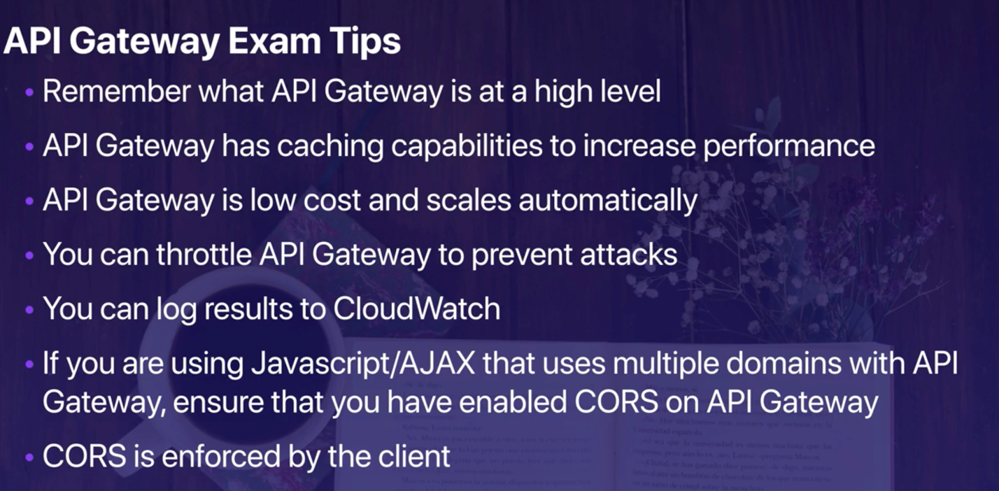 API Gateway Exam Tips
• Remember what API Gateway is at a high level
• API Gateway has caching capabilities to increase performance
• API Gateway is low cost and scales automatically
• You can throttle API Gateway to prevent attacks
• You can log results to CloudWatch
• If you are using Javascript/AJAX that uses multiple domains with API
Gateway, ensure that you have enabled CORS on API Gateway
• CORS is enforced by the client